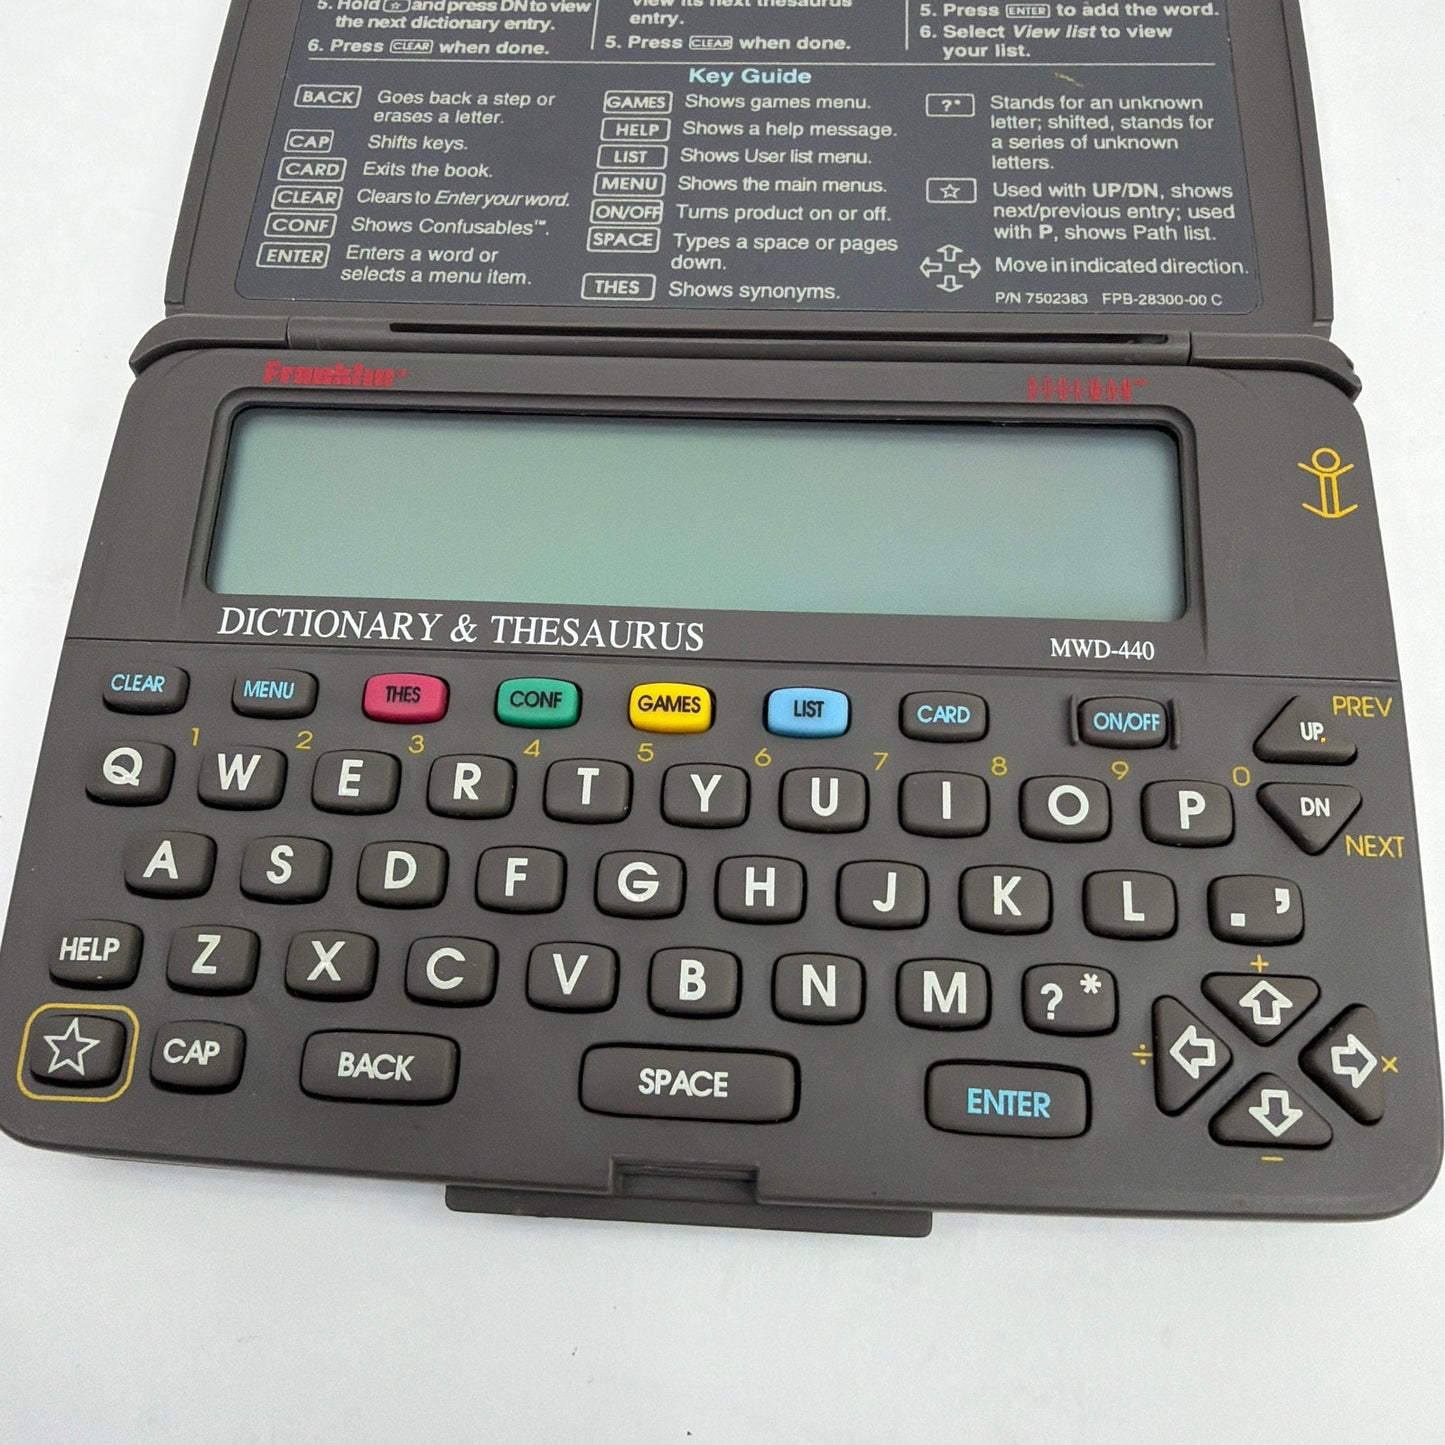 5. Hold ☆ and press DN to view
the next dictionary entry.
6. Press CLEAR when done.
view its next thesaurus
entry.
5. Press CLEAR when done.
5. Press ENTER to add the word.
6. Select View list to view
your list.
Key Guide
BACK Goes back a step or
erases a letter.
CAP Shifts keys.
CARD Exits the book.
CLEAR Clears to Enter your word.
CONF Shows Confusables™.
ENTER Enters a word or
selects a menu item.
GAMES Shows games menu.
HELP Shows a help message.
LIST Shows User list menu.
MENU Shows the main menus.
ON/OFF Turns product on or off.
SPACE Types a space or pages
down.
THES Shows synonyms.
?* Stands for an unknown
letter; shifted, stands for
a series of unknown
letters.
☆ Used with UP/DN, shows
next/previous entry; used
with P, shows Path list.
Move in indicated direction.
P/N 7502383 FPB-28300-00 C
Franklin
BOOKMAN™
DICTIONARY & THESAURUS
MWD-440
CLEAR MENU THES CONF GAMES LIST CARD ON/OFF UP PREV
1 2 3 4 5 6 7 8 9 0
Q W E R T Y U I O P DN
NEXT
A S D F G H J K L . ,
HELP Z X C V B N M ? *
+
☆ CAP BACK SPACE ENTER ÷ ×
−